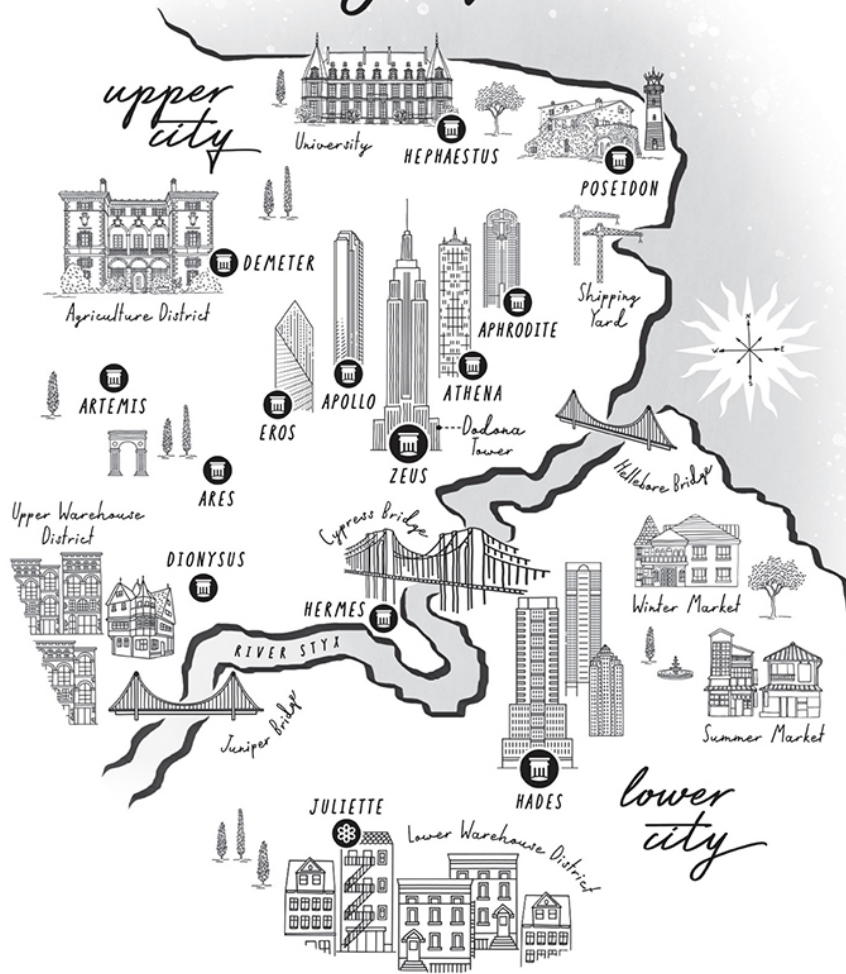 upper
city
University
HEPHAESTUS
POSEIDON
DEMETER
Agriculture District
Shipping
Yard
APHRODITE
N
W
E
S
ARTEMIS
EROS
APOLLO
ATHENA
Dodona
Tower
ZEUS
ARES
Hellebore Bridge
Upper Warehouse
District
Cypress Bridge
DIONYSUS
HERMES
Winter Market
RIVER STYX
Juniper Bridge
Summer Market
HADES
lower
city
JULIETTE
Lower Warehouse District